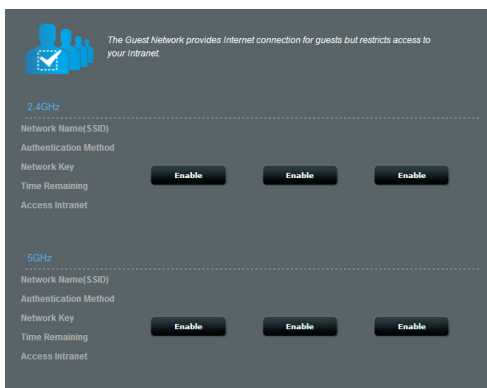 The Guest Network provides Internet connection for guests but restricts access to
your Intranet.
2.4GHz
Network Name(SSID)
Authentication Method
Network Key
Enable Enable Enable
Time Remaining
Access Intranet
5GHz
Network Name(SSID)
Authentication Method
Network Key
Enable Enable Enable
Time Remaining
Access Intranet